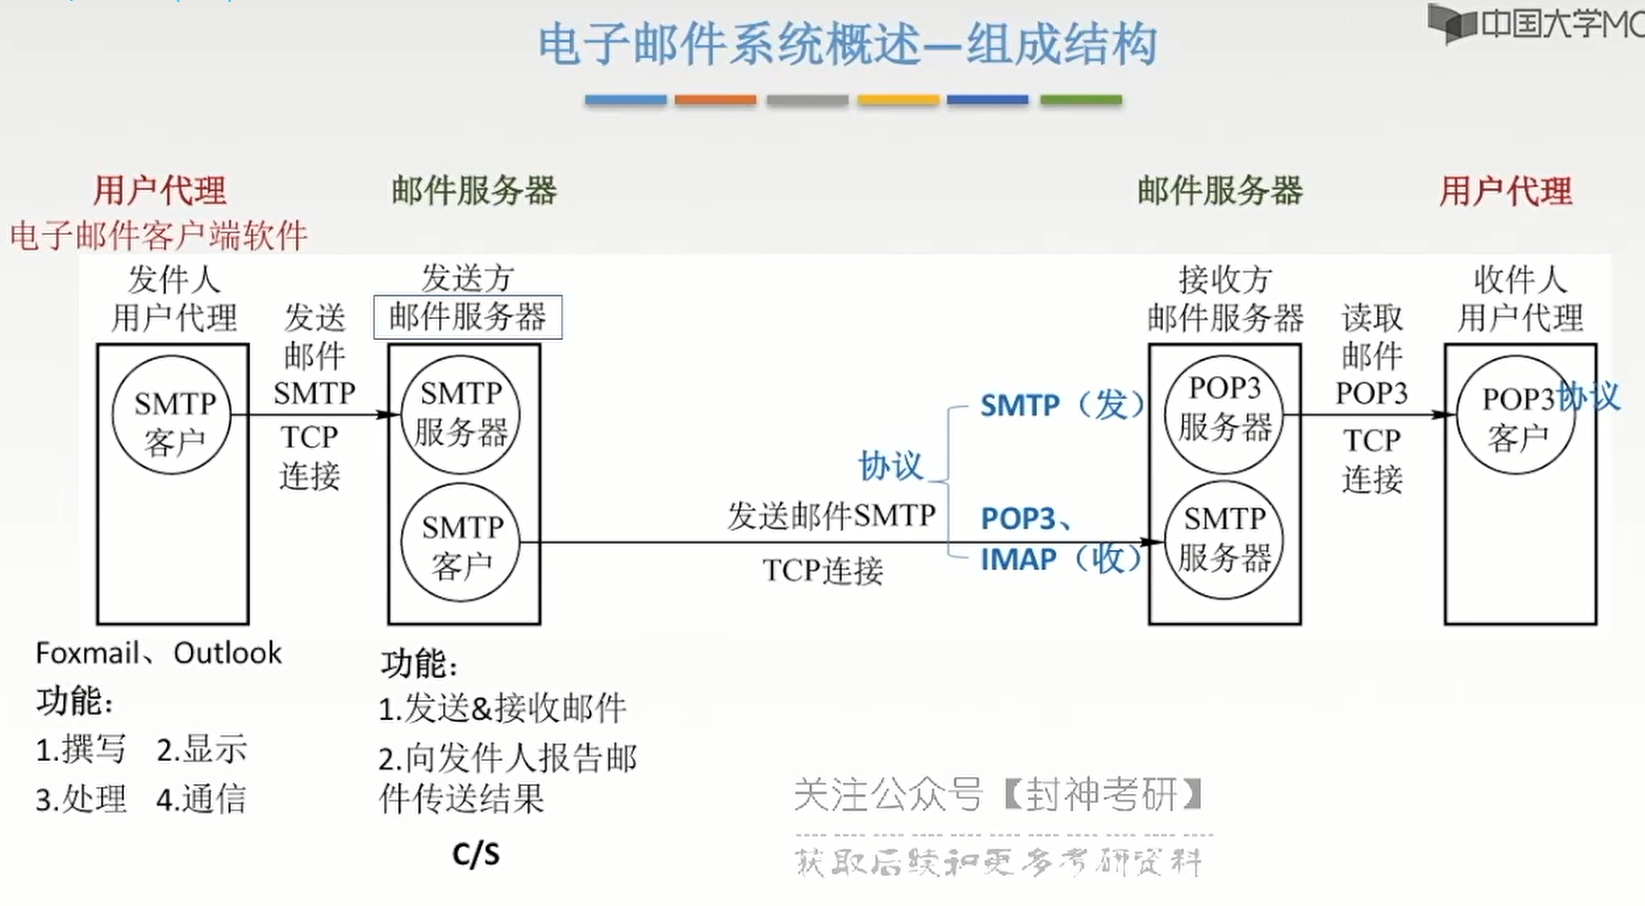 电子邮件系统概述—组成结构
中国大学MO
用户代理
邮件服务器
邮件服务器
用户代理
电子邮件客户端软件
发件人
用户代理
发送
邮件
SMTP
TCP
连接
SMTP
客户
发送方
邮件服务器
SMTP
服务器
SMTP
客户
发送邮件SMTP
TCP连接
协议
SMTP（发）
POP3、
IMAP（收）
接收方
邮件服务器
POP3
服务器
SMTP
服务器
读取
邮件
POP3
TCP
连接
收件人
用户代理
POP3
客户
协议
Foxmail、Outlook
功能：
1.撰写 2.显示
3.处理 4.通信
功能：
1.发送&接收邮件
2.向发件人报告邮
件传送结果
C/S
关注公众号【封神考研】
获取后续和更多考研资料